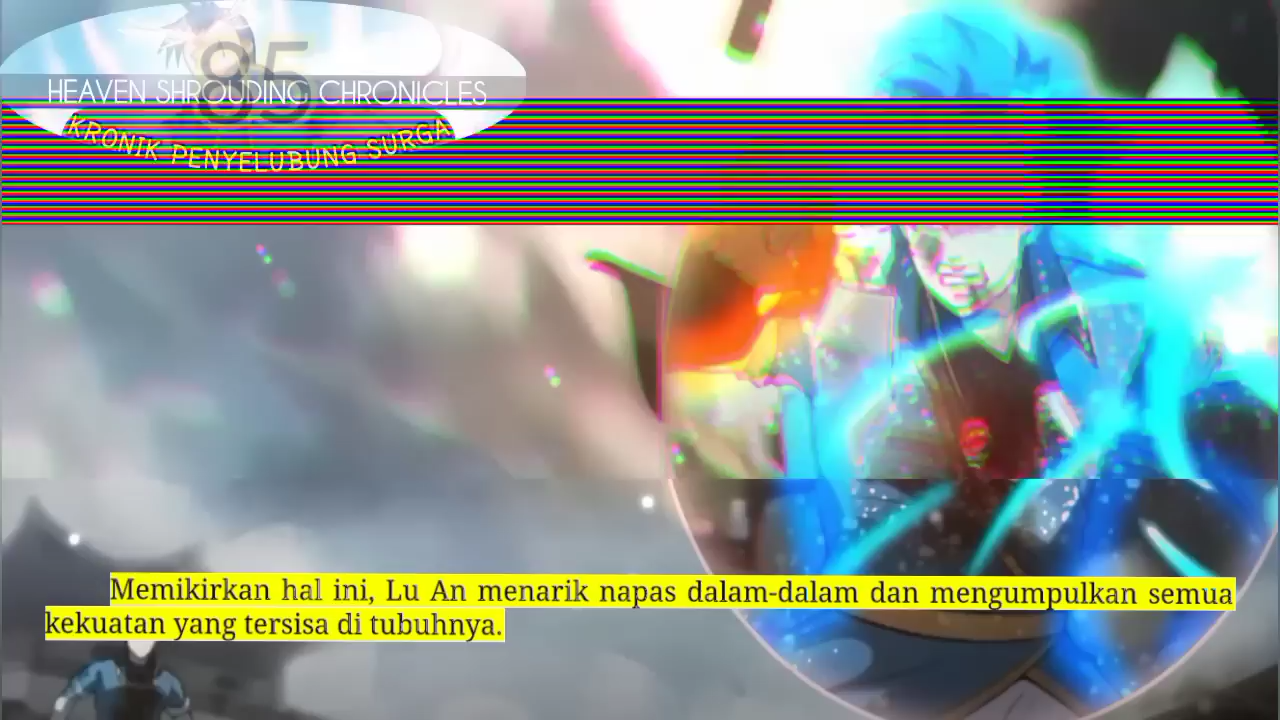 85
HEAVEN SHROUDING CHRONICLES
KRONIK PENYELUBUNG SURGA
Memikirkan hal ini, Lu An menarik napas dalam-dalam dan mengumpulkan semua
kekuatan yang tersisa di tubuhnya.